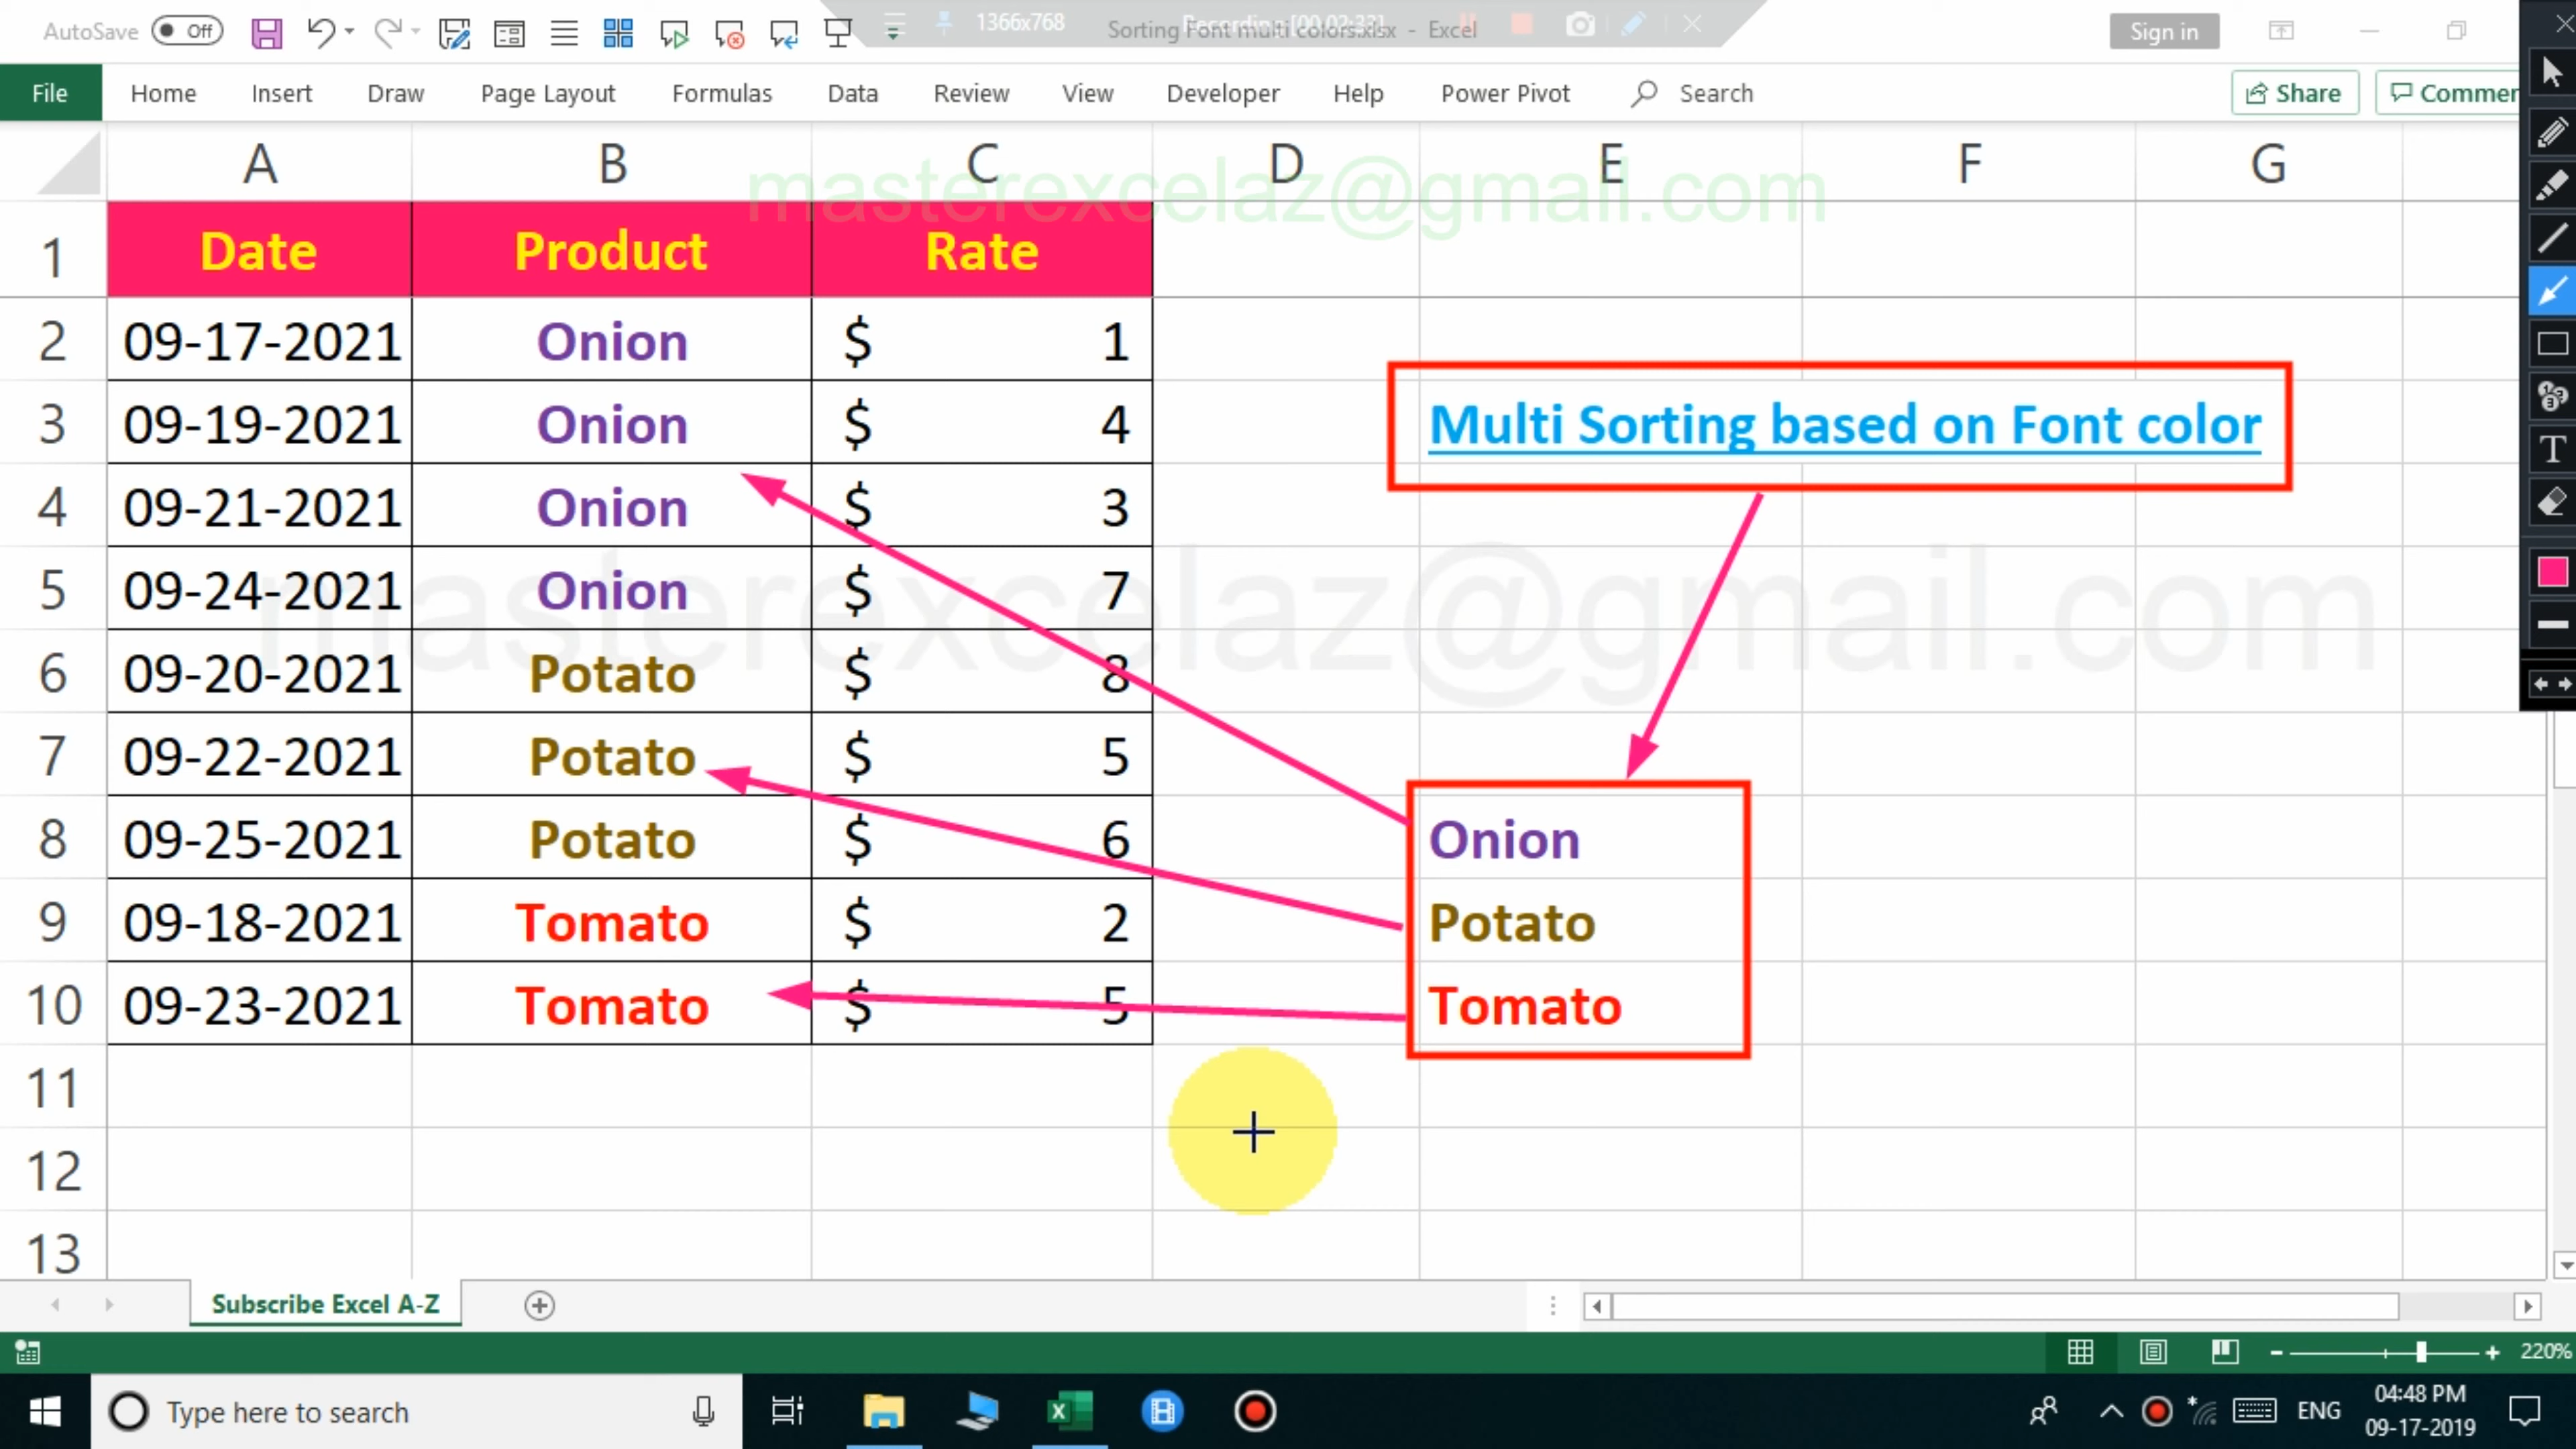 AutoSave Off 1366x768 Recording [00:02:33] Sorting Font multi colors.xlsx - Excel Sign in
File Home Insert Draw Page Layout Formulas Data Review View Developer Help Power Pivot Search Share Commen
A B C D E F G
masterexcelaz@gmail.com
1 Date Product Rate
2 09-17-2021 Onion $ 1
3 09-19-2021 Onion $ 4 Multi Sorting based on Font color
4 09-21-2021 Onion $ 3
5 09-24-2021 Onion $ 7
masterexcelaz@gmail.com
6 09-20-2021 Potato $ 8
7 09-22-2021 Potato $ 5
8 09-25-2021 Potato $ 6 Onion
9 09-18-2021 Tomato $ 2 Potato
10 09-23-2021 Tomato $ 5 Tomato
11
12
13
Subscribe Excel A-Z
220%
Type here to search ENG 04:48 PM
09-17-2019